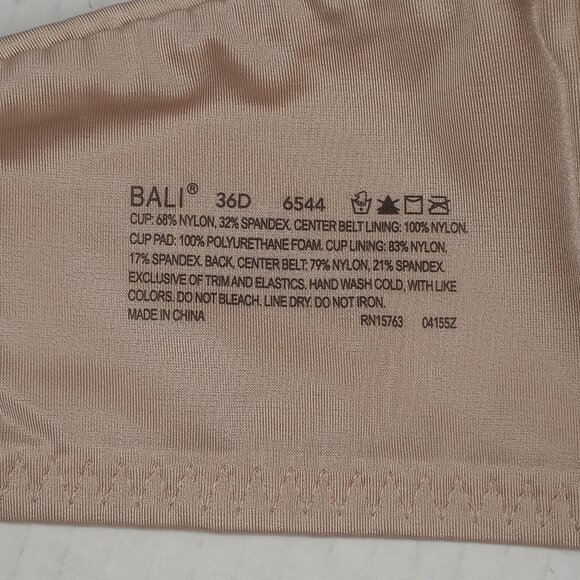 BALI® 36D 6544
CUP: 68% NYLON, 32% SPANDEX. CENTER BELT LINING: 100% NYLON.
CUP PAD: 100% POLYURETHANE FOAM. CUP LINING: 83% NYLON.
17% SPANDEX. BACK, CENTER BELT: 79% NYLON, 21% SPANDEX.
EXCLUSIVE OF TRIM AND ELASTICS. HAND WASH COLD, WITH LIKE
COLORS. DO NOT BLEACH. LINE DRY. DO NOT IRON.
MADE IN CHINA RN15763 04155Z